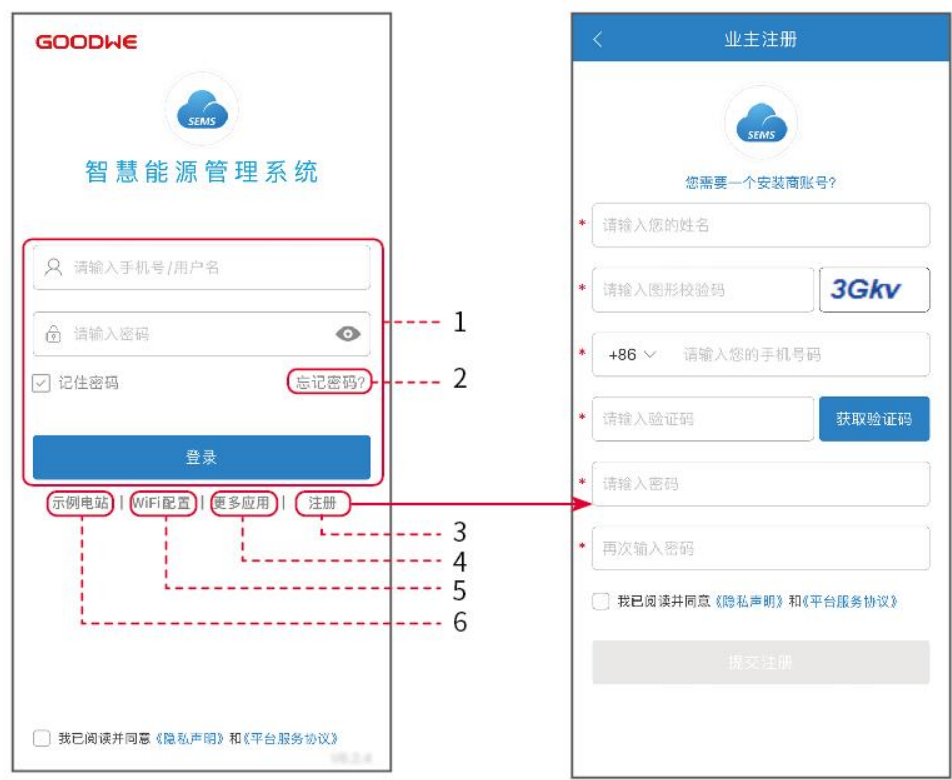 GOODWE
SEMS
智慧能源管理系统
请输入手机号/用户名
请输入密码
1
记住密码
忘记密码?
2
登录
示例电站 | WiFi配置 | 更多应用 | 注册
3
4
5
6
我已阅读并同意《隐私声明》和《平台服务协议》
V6.2.4
业主注册
SEMS
您需要一个安装商账号?
* 请输入您的姓名
* 请输入图形校验码
3Gkv
* +86 请输入您的手机号码
* 请输入验证码
获取验证码
* 请输入密码
* 再次输入密码
我已阅读并同意《隐私声明》和《平台服务协议》
提交注册